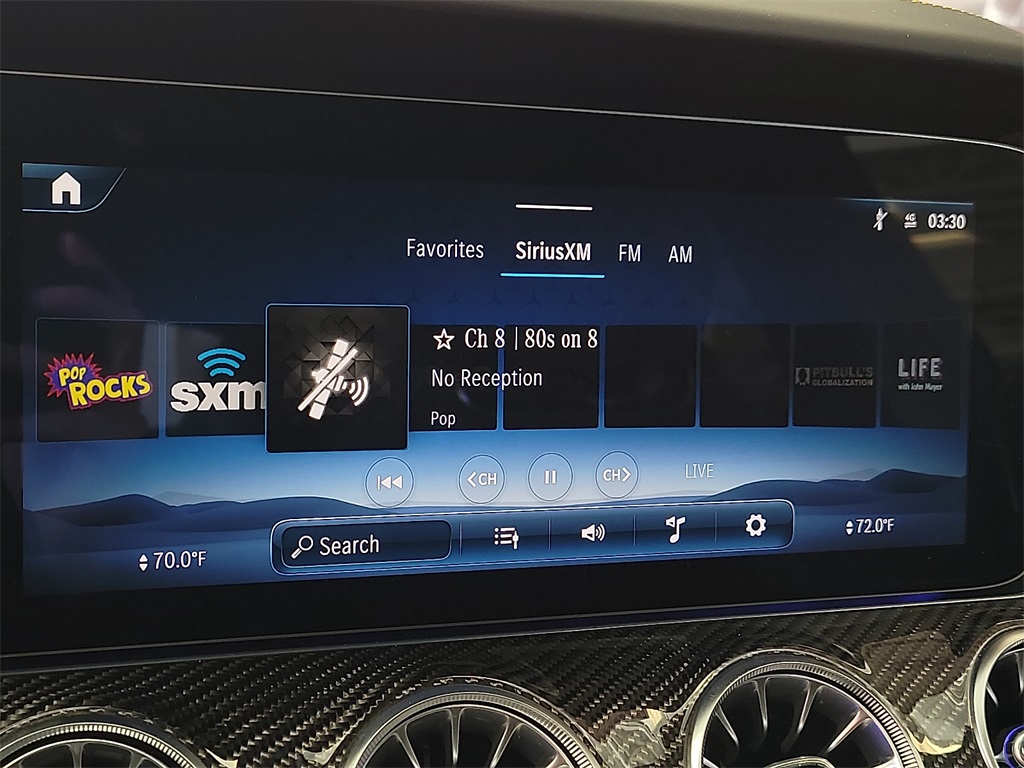 4G
03:30
Favorites SiriusXM FM AM
POP
ROCKS
sxm
Ch 8 | 80s on 8
No Reception
Pop
PITBULL'S
GLOBALIZATION
LIFE
with John Mayer
CH
CH
LIVE
70.0°F
Search
72.0°F